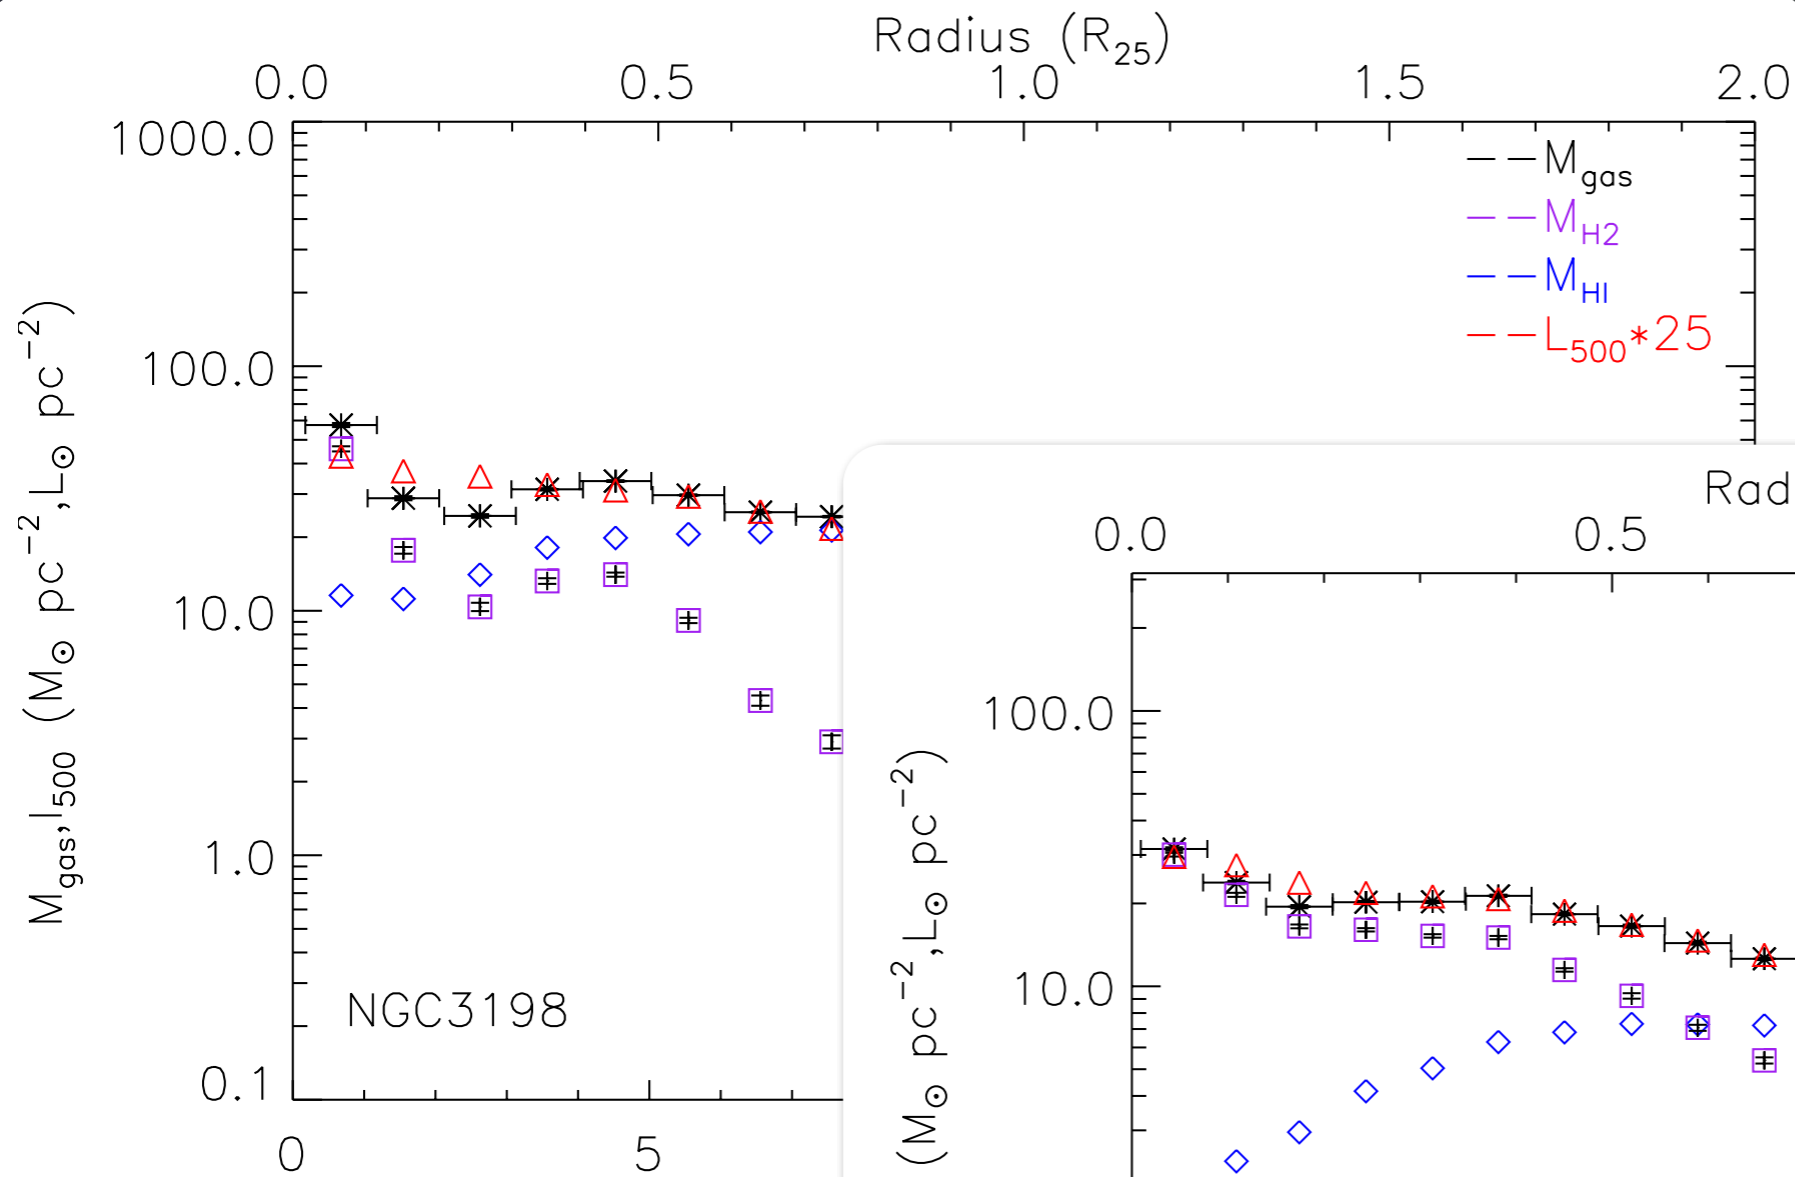 Radius (R25)
0.0 0.5 1.0 1.5 2.0
1000.0
100.0
10.0
1.0
0.1
Mgas,I500 (M⊙ pc−2,L⊙ pc−2)
Mgas
MH2
MHI
L500*25
NGC3198
0 5
Rad
0.0 0.5
100.0
10.0
(M⊙ pc−2,L⊙ pc−2)